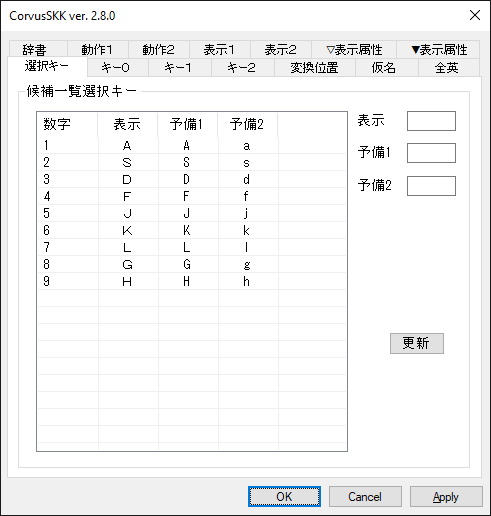 CorvusSKK ver. 2.8.0
辞書 動作1 動作2 表示1 表示2 ▽表示属性 ▼表示属性
選択キー キー0 キー1 キー2 変換位置 仮名 全英
候補一覧選択キー
数字 表示 予備1 予備2
1 A A a
2 S S s
3 D D d
4 F F f
5 J J j
6 K K k
7 L L l
8 G G g
9 H H h
表示
予備1
予備2
更新
OK Cancel Apply